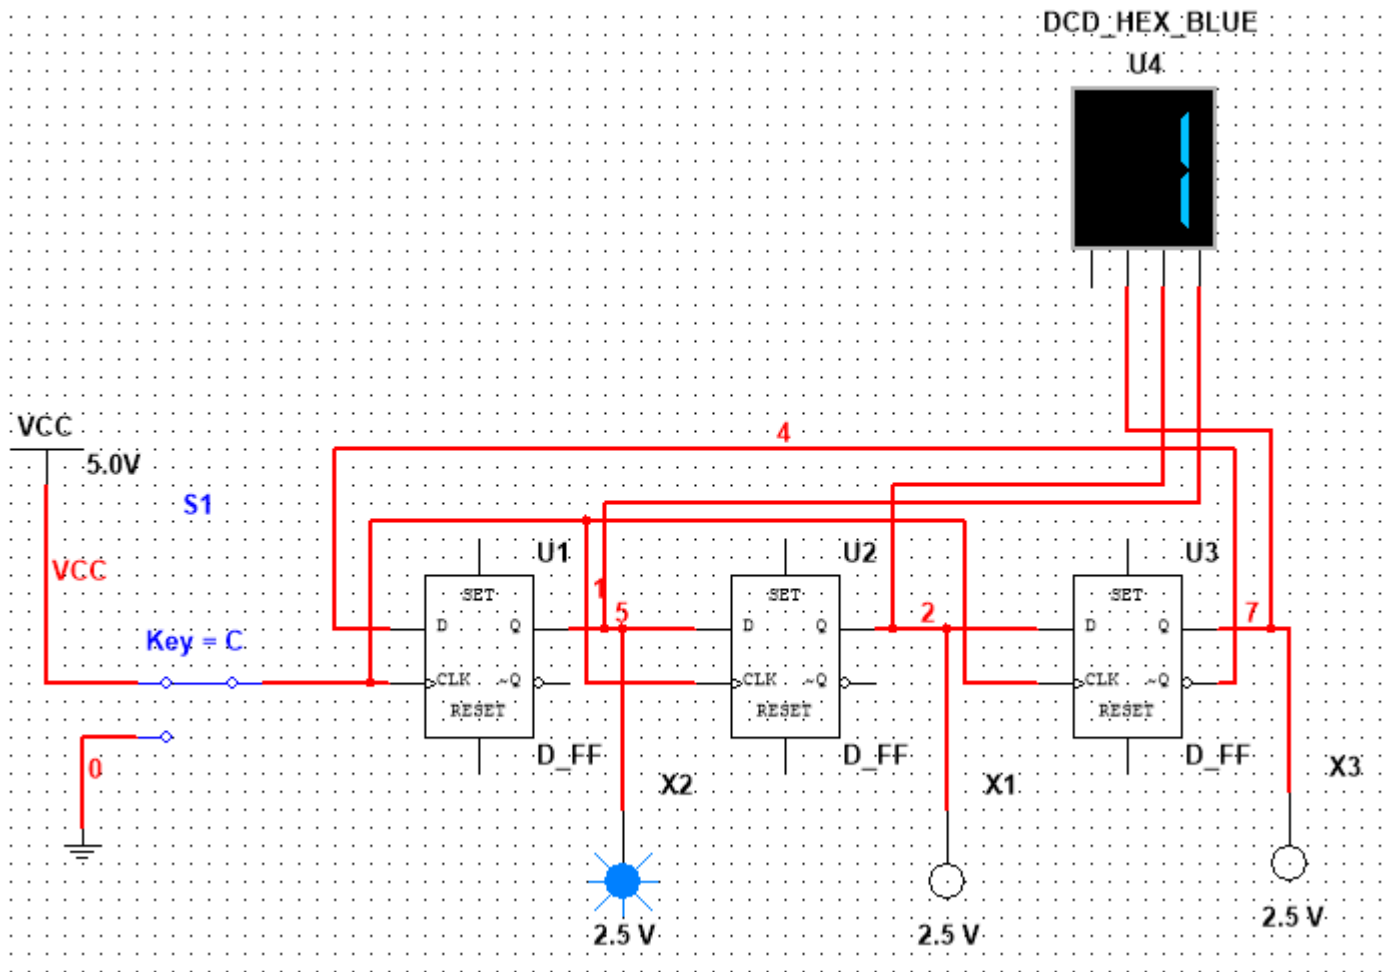 DCD_HEX_BLUE
U4
VCC
5.0V
4
S1
VCC
Key = C
0
U1
SET
D Q
CLK ~Q
RESET
D_FF
1
5
U2
SET
D Q
CLK ~Q
RESET
D_FF
2
U3
SET
D Q
CLK ~Q
RESET
D_FF
7
X2
2.5 V
X1
2.5 V
X3
2.5 V
1